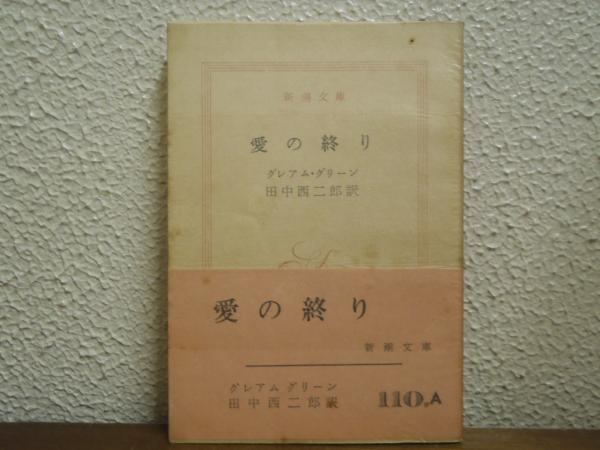 新潮文庫
愛の終り
グレアム・グリーン
田中西二郎訳
愛の終り
新潮文庫
グレアム グリーン
田中西二郎訳
110.A